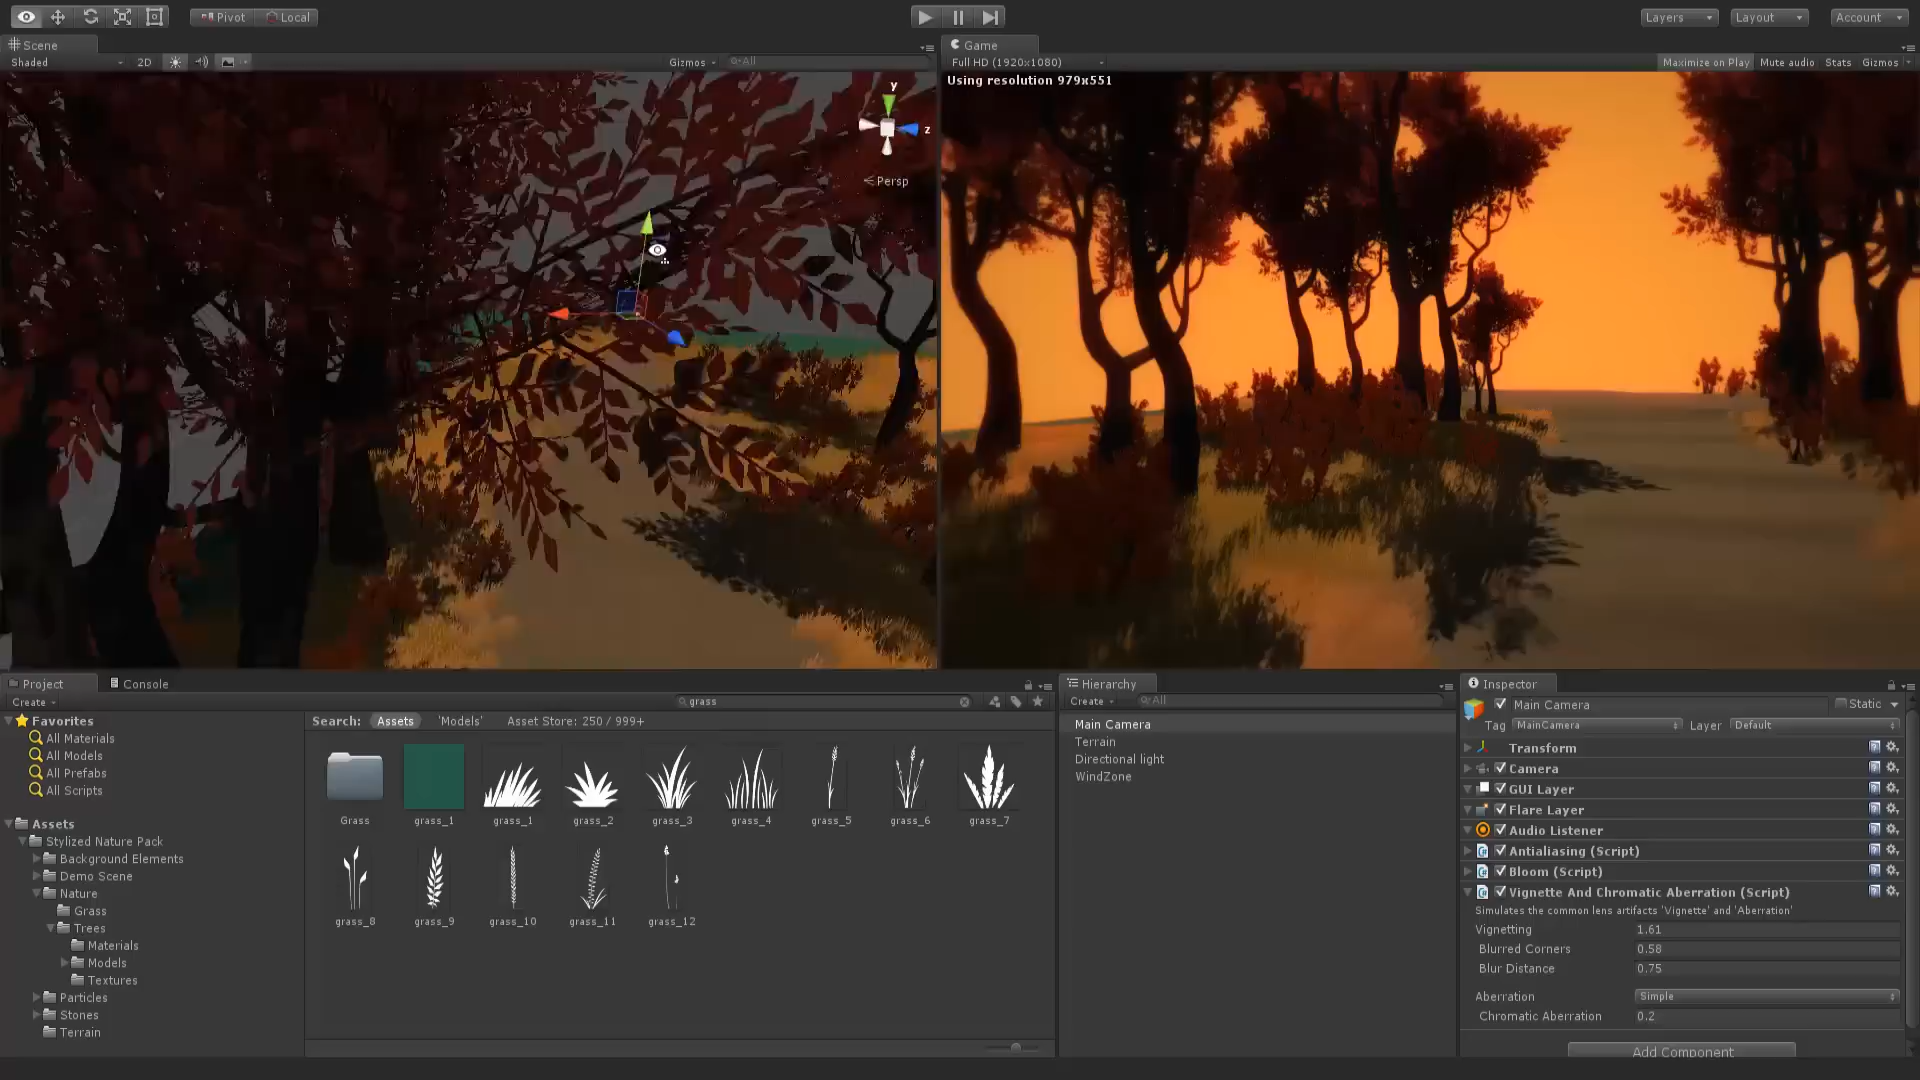 Pivot Local
Layers Layout Account
Scene
Shaded 2D Gizmos All
y
z
Persp
Game
Full HD (1920x1080) Maximize on Play Mute audio Stats Gizmos
Using resolution 979x551
Project Console
Create grass
Favorites
All Materials
All Models
All Prefabs
All Scripts
Assets
Stylized Nature Pack
Background Elements
Demo Scene
Nature
Grass
Trees
Materials
Models
Textures
Particles
Stones
Terrain
Search: Assets 'Models' Asset Store: 250 / 999+
Grass grass_1 grass_1 grass_2 grass_3 grass_4 grass_5 grass_6 grass_7
grass_8 grass_9 grass_10 grass_11 grass_12
Hierarchy
Create All
Main Camera
Terrain
Directional light
WindZone
Inspector
Main Camera Static
Tag MainCamera Layer Default
Transform
Camera
GUI Layer
Flare Layer
Audio Listener
Antialiasing (Script)
Bloom (Script)
Vignette And Chromatic Aberration (Script)
Simulates the common lens artifacts 'Vignette' and 'Aberration'
Vignetting 1.61
Blurred Corners 0.58
Blur Distance 0.75
Aberration Simple
Chromatic Aberration 0.2
Add Component